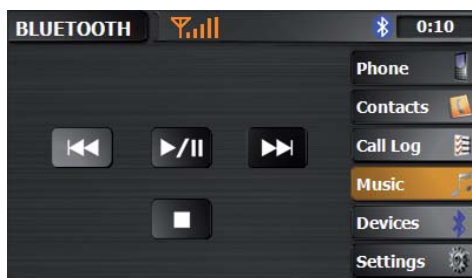 BLUETOOTH 0:10
Phone
Contacts
Call Log
Music
Devices
Settings